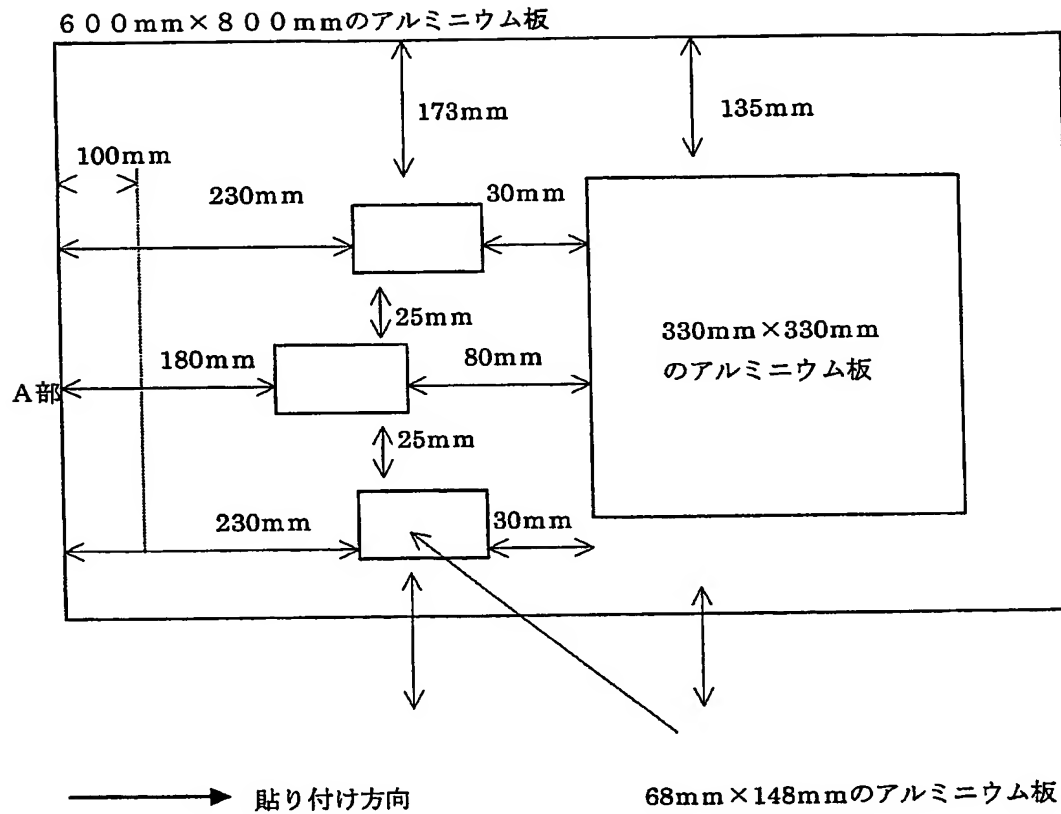 ６００mm×８００mmのアルミニウム板
173mm
135mm
100mm
230mm
30mm
25mm
330mm×330mm
のアルミニウム板
180mm
80mm
A部
25mm
230mm
30mm
貼り付け方向
68mm×148mmのアルミニウム板